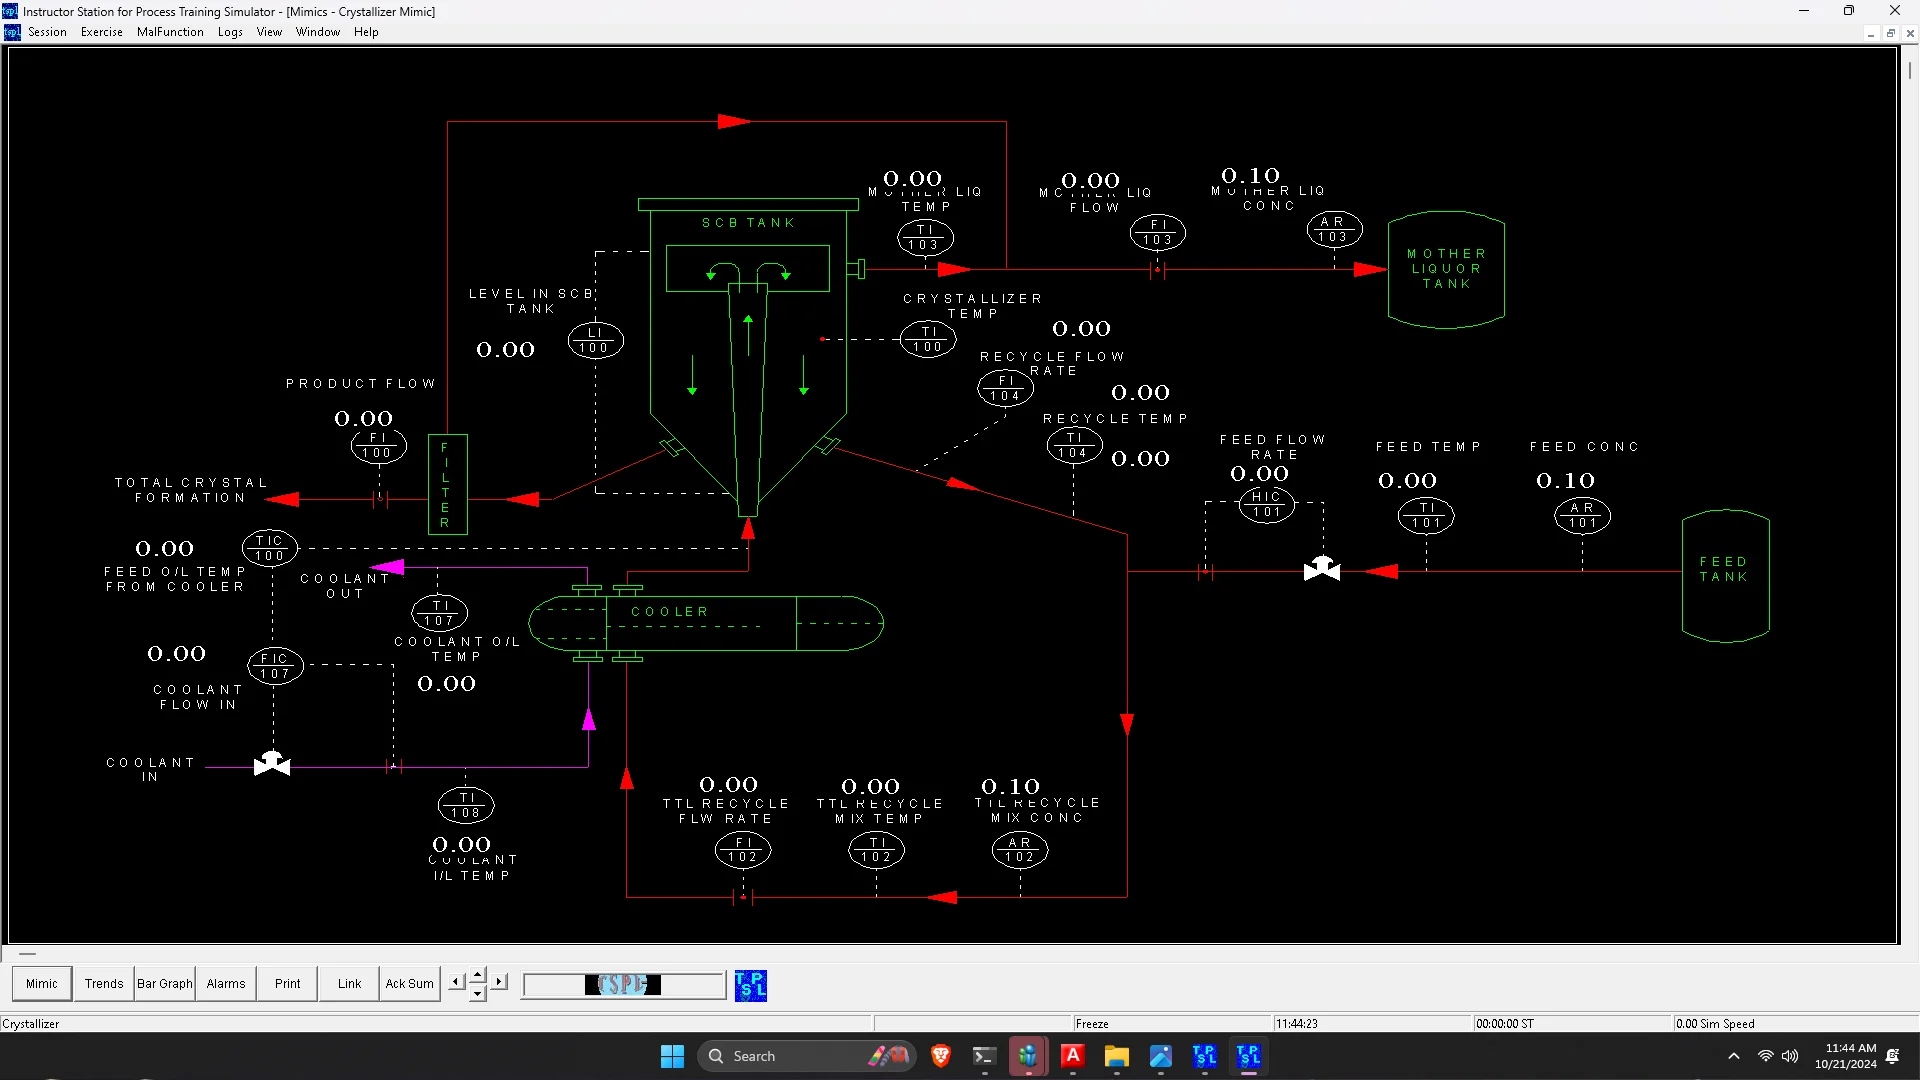 Instructor Station for Process Training Simulator - [Mimics - Crystallizer Mimic]
Session Exercise MalFunction Logs View Window Help
0.00
MOTHER LIQ
TEMP
TI
103
0.00
MOTHER LIQ
FLOW
FI
103
0.10
MOTHER LIQ
CONC
AR
103
MOTHER
LIQUOR
TANK
SCB TANK
LEVEL IN SCB
TANK
0.00
LI
100
CRYSTALLIZER
TEMP
0.00
TI
100
RECYCLE FLOW
RATE
0.00
FI
104
RECYCLE TEMP
0.00
TI
104
PRODUCT FLOW
0.00
FI
100
FILTER
TOTAL CRYSTAL
FORMATION
FEED FLOW
RATE
0.00
HIC
101
FEED TEMP
0.00
TI
101
FEED CONC
0.10
AR
101
FEED
TANK
0.00
TIC
100
FEED O/L TEMP
FROM COOLER
COOLANT
OUT
TI
107
COOLANT O/L
TEMP
0.00
COOLER
0.00
FIC
107
COOLANT
FLOW IN
COOLANT
IN
TI
108
0.00
COOLANT
I/L TEMP
0.00
TTL RECYCLE
FLW RATE
FI
102
0.00
TTL RECYCLE
MIX TEMP
TI
102
0.10
TTL RECYCLE
MIX CONC
AR
102
Mimic Trends Bar Graph Alarms Print Link Ack Sum TSPL TPSL
Crystallizer Freeze 11:44:23 00:00:00 ST 0.00 Sim Speed
Search
11:44 AM
10/21/2024